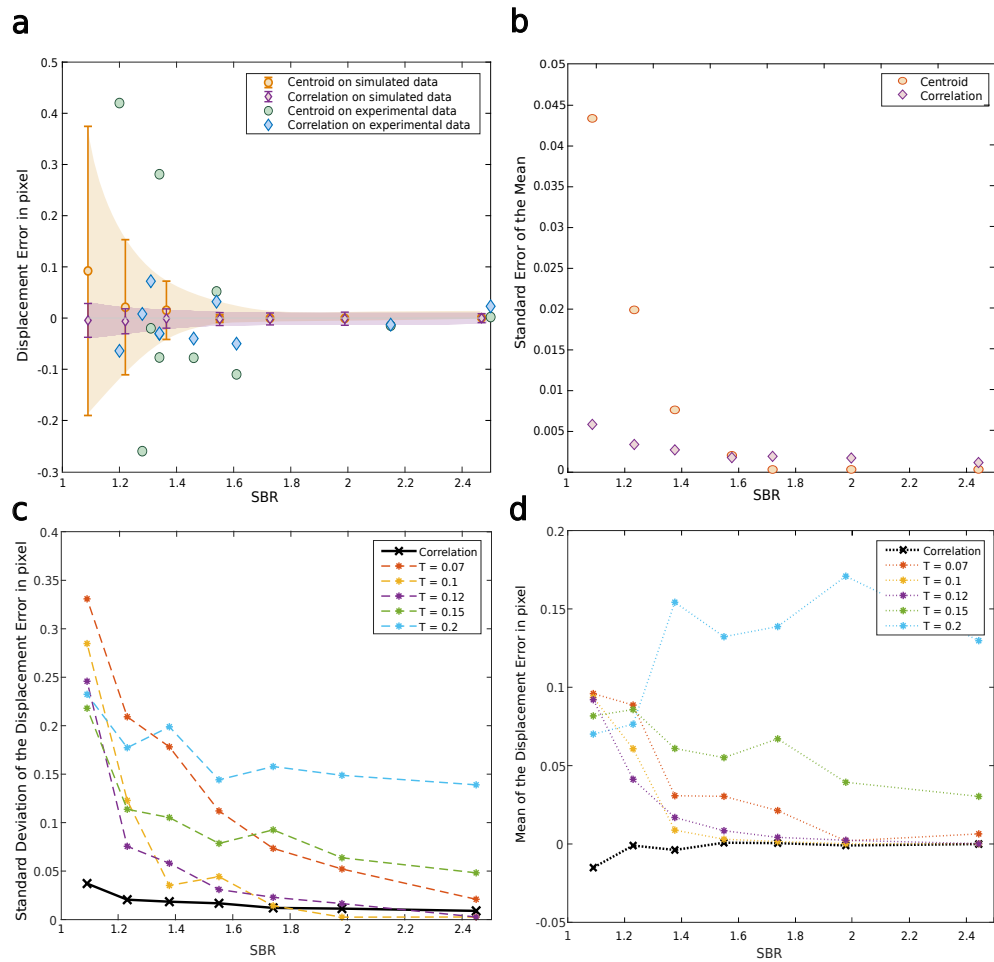 a
Displacement Error in pixel
0.5
0.4
0.3
0.2
0.1
0
-0.1
-0.2
-0.3
1
1.2
1.4
1.6
1.8
2
2.2
2.4
SBR
Centroid on simulated data
Correlation on simulated data
Centroid on experimental data
Correlation on experimental data
b
Standard Error of the Mean
0.05
0.045
0.04
0.035
0.03
0.025
0.02
0.015
0.01
0.005
0
1
1.2
1.4
1.6
1.8
2
2.2
2.4
SBR
Centroid
Correlation
c
Standard Deviation of the Displacement Error in pixel
0.4
0.35
0.3
0.25
0.2
0.15
0.1
0.05
0
1
1.2
1.4
1.6
1.8
2
2.2
2.4
SBR
Correlation
T = 0.07
T = 0.1
T = 0.12
T = 0.15
T = 0.2
d
Mean of the Displacement Error in pixel
0.2
0.15
0.1
0.05
0
-0.05
1
1.2
1.4
1.6
1.8
2
2.2
2.4
SBR
Correlation
T = 0.07
T = 0.1
T = 0.12
T = 0.15
T = 0.2